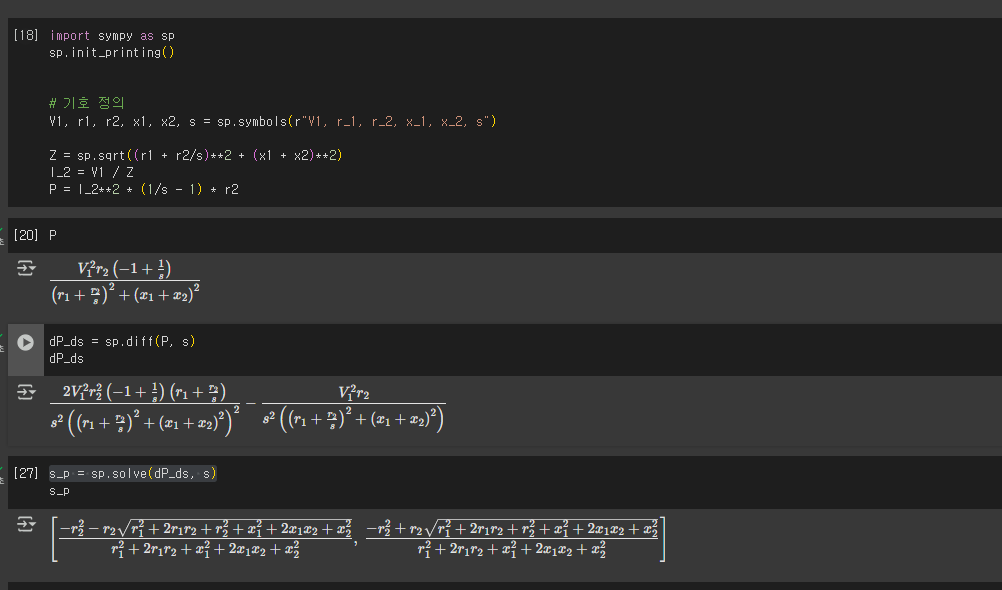 [18] import sympy as sp
sp.init_printing()
# 기호 정의
V1, r1, r2, x1, x2, s = sp.symbols(r"V1, r_1, r_2, x_1, x_2, s")
Z = sp.sqrt((r1 + r2/s)**2 + (x1 + x2)**2)
I_2 = V1 / Z
P = I_2**2 * (1/s - 1) * r2
[20] P
\frac{V_1^2 r_2 \left(-1 + \frac{1}{s}\right)}{\left(r_1 + \frac{r_2}{s}\right)^2 + (x_1 + x_2)^2}
dP_ds = sp.diff(P, s)
dP_ds
\frac{2V_1^2 r_2^2 \left(-1 + \frac{1}{s}\right)\left(r_1 + \frac{r_2}{s}\right)}{s^2 \left(\left(r_1 + \frac{r_2}{s}\right)^2 + (x_1 + x_2)^2\right)^2} - \frac{V_1^2 r_2}{s^2 \left(\left(r_1 + \frac{r_2}{s}\right)^2 + (x_1 + x_2)^2\right)}
[27] s_p = sp.solve(dP_ds, s)
s_p
\left[\frac{-r_2^2 - r_2\sqrt{r_1^2 + 2r_1r_2 + r_2^2 + x_1^2 + 2x_1x_2 + x_2^2}}{r_1^2 + 2r_1r_2 + x_1^2 + 2x_1x_2 + x_2^2}, \frac{-r_2^2 + r_2\sqrt{r_1^2 + 2r_1r_2 + r_2^2 + x_1^2 + 2x_1x_2 + x_2^2}}{r_1^2 + 2r_1r_2 + x_1^2 + 2x_1x_2 + x_2^2}\right]